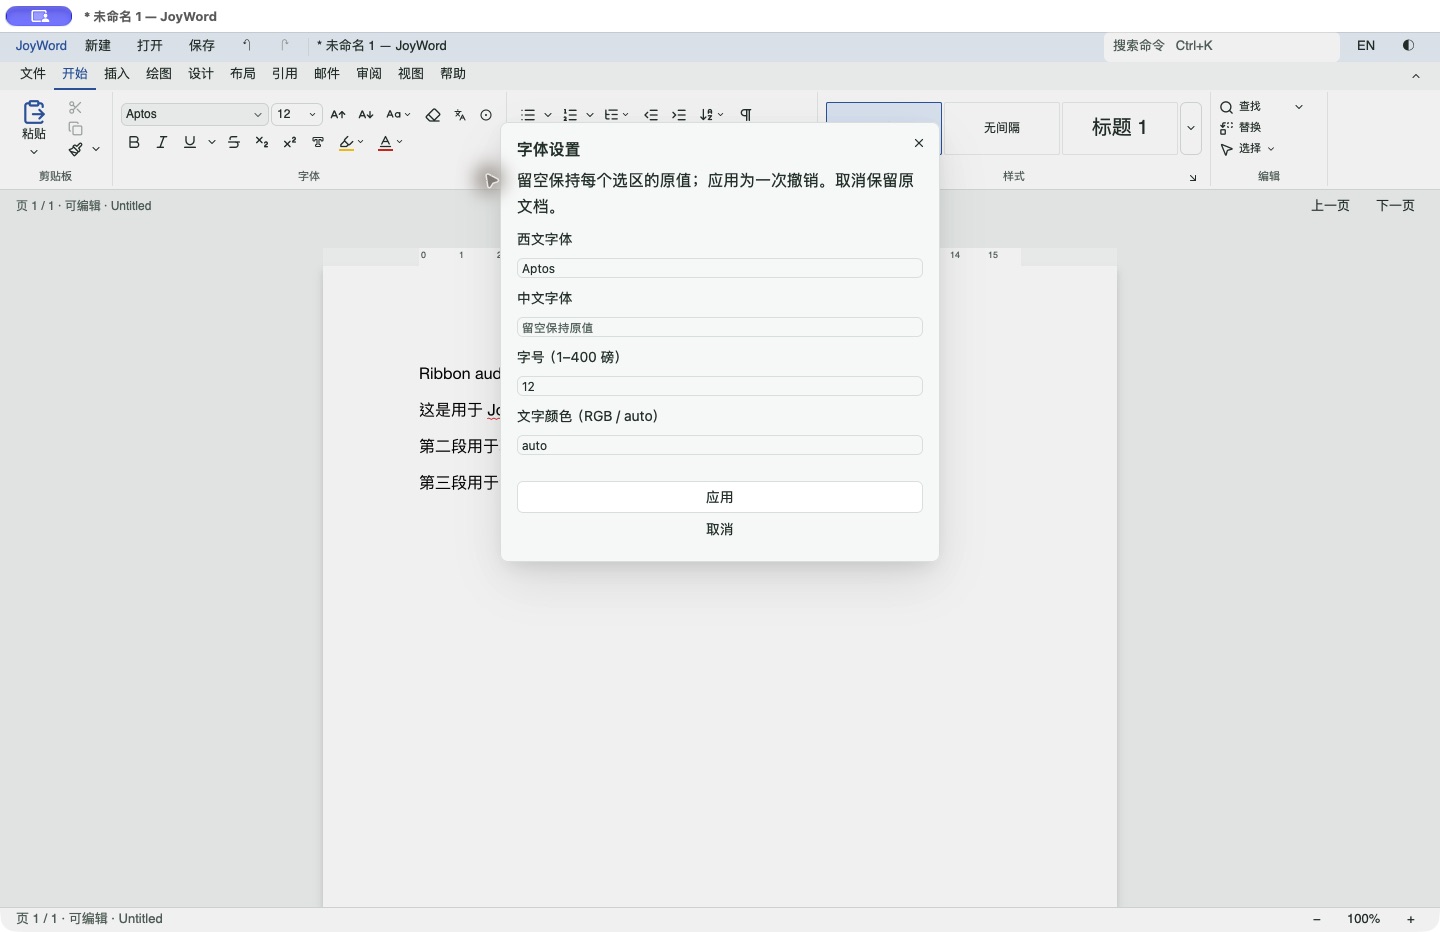 * 未命名 1 — JoyWord
JoyWord 新建 打开 保存 * 未命名 1 — JoyWord 搜索命令 Ctrl+K EN
文件 开始 插入 绘图 设计 布局 引用 邮件 审阅 视图 帮助
粘贴
剪贴板
Aptos 12
字体
无间隔
标题 1
样式
查找
替换
选择
编辑
页 1 / 1 · 可编辑 · Untitled 上一页 下一页
0 1 14 15
Ribbon aud
这是用于 Jo
第二段用于
第三段用于
字体设置
留空保持每个选区的原值；应用为一次撤销。取消保留原
文档。
西文字体
Aptos
中文字体
留空保持原值
字号（1–400 磅）
12
文字颜色（RGB / auto）
auto
应用
取消
页 1 / 1 · 可编辑 · Untitled − 100% +